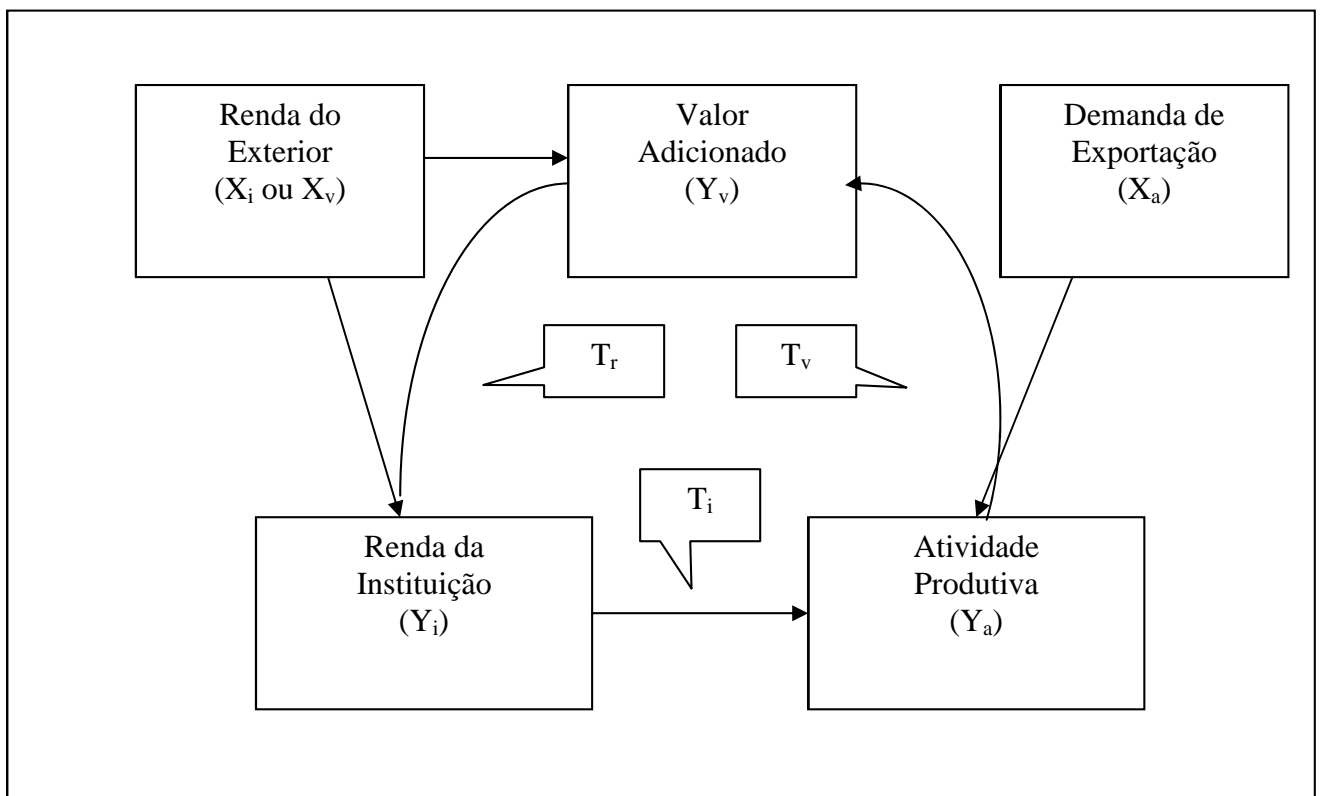 Renda do
Exterior
(Xi ou Xv)
Valor
Adicionado
(Yv)
Demanda de
Exportação
(Xa)
Tr
Tv
Ti
Renda da
Instituição
(Yi)
Atividade
Produtiva
(Ya)